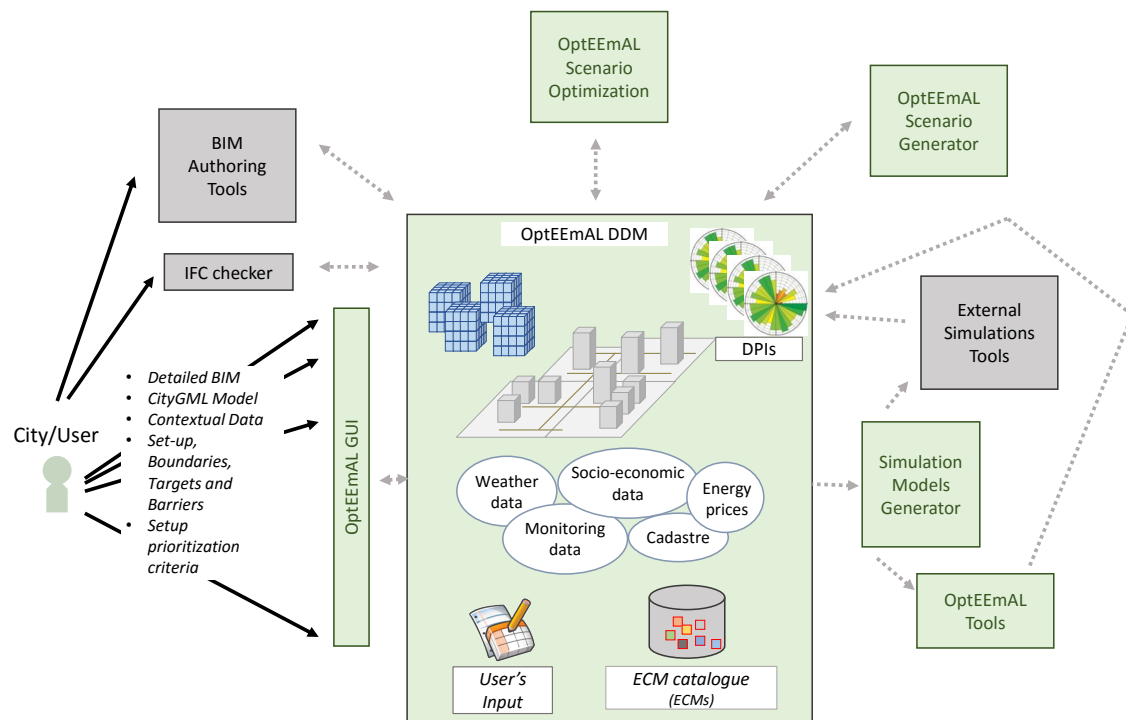 OptEEmAL
Scenario
Optimization
OptEEmAL
Scenario
Generator
BIM
Authoring
Tools
IFC checker
OptEEmAL DDM
DPIs
External
Simulations
Tools
• Detailed BIM
• CityGML Model
• Contextual Data
• Set-up,
Boundaries,
Targets and
Barriers
• Setup
prioritization
criteria
City/User
OptEEmAL GUI
Weather
data
Socio-economic
data
Energy
prices
Monitoring
data
Cadastre
Simulation
Models
Generator
OptEEmAL
Tools
User's
Input
ECM catalogue
(ECMs)